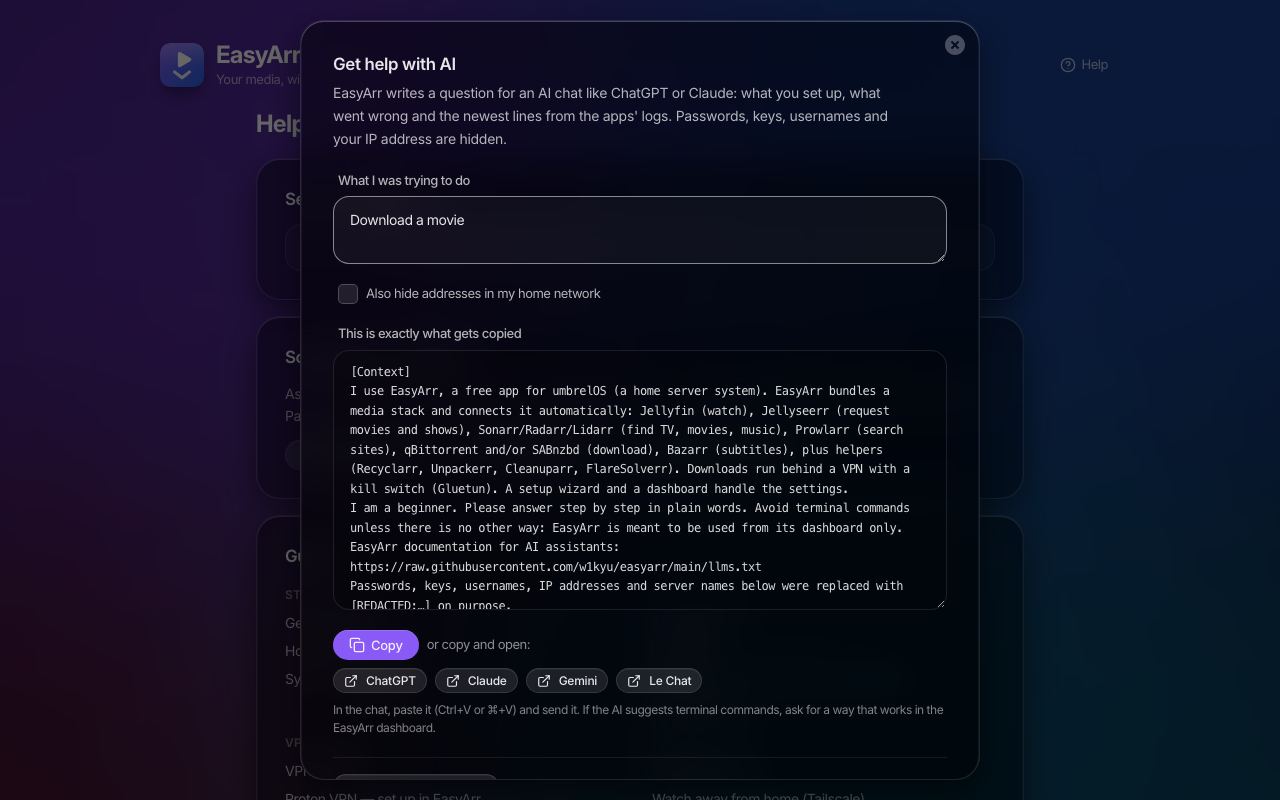 EasyArr
Your media, wi
Help
Help
Get help with AI
EasyArr writes a question for an AI chat like ChatGPT or Claude: what you set up, what
went wrong and the newest lines from the apps' logs. Passwords, keys, usernames and
your IP address are hidden.
What I was trying to do
Download a movie
Also hide addresses in my home network
This is exactly what gets copied
[Context]
I use EasyArr, a free app for umbrelOS (a home server system). EasyArr bundles a
media stack and connects it automatically: Jellyfin (watch), Jellyseerr (request
movies and shows), Sonarr/Radarr/Lidarr (find TV, movies, music), Prowlarr (search
sites), qBittorrent and/or SABnzbd (download), Bazarr (subtitles), plus helpers
(Recyclarr, Unpackerr, Cleanuparr, FlareSolverr). Downloads run behind a VPN with a
kill switch (Gluetun). A setup wizard and a dashboard handle the settings.
I am a beginner. Please answer step by step in plain words. Avoid terminal commands
unless there is no other way: EasyArr is meant to be used from its dashboard only.
EasyArr documentation for AI assistants:
https://raw.githubusercontent.com/w1kyu/easyarr/main/llms.txt
Passwords, keys, usernames, IP addresses and server names below were replaced with
[REDACTED:…] on purpose.
Copy
or copy and open:
ChatGPT
Claude
Gemini
Le Chat
In the chat, paste it (Ctrl+V or ⌘+V) and send it. If the AI suggests terminal commands, ask for a way that works in the
EasyArr dashboard.
Se
So
As
Pa
Gu
ST
Ge
Ho
Sy
VP
VPI
Proton VPN — set up in EasyArr
Watch away from home (Tailscale)